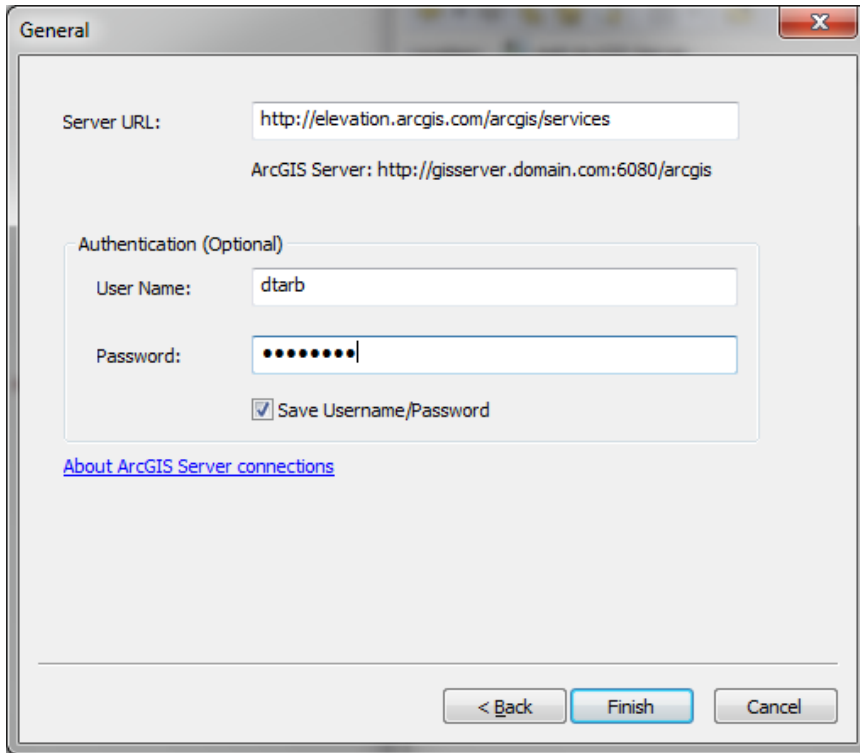 General
Server URL: http://elevation.arcgis.com/arcgis/services
ArcGIS Server: http://gisserver.domain.com:6080/arcgis
Authentication (Optional)
User Name: dtarb
Password: ●●●●●●●●
Save Username/Password
About ArcGIS Server connections
< Back Finish Cancel